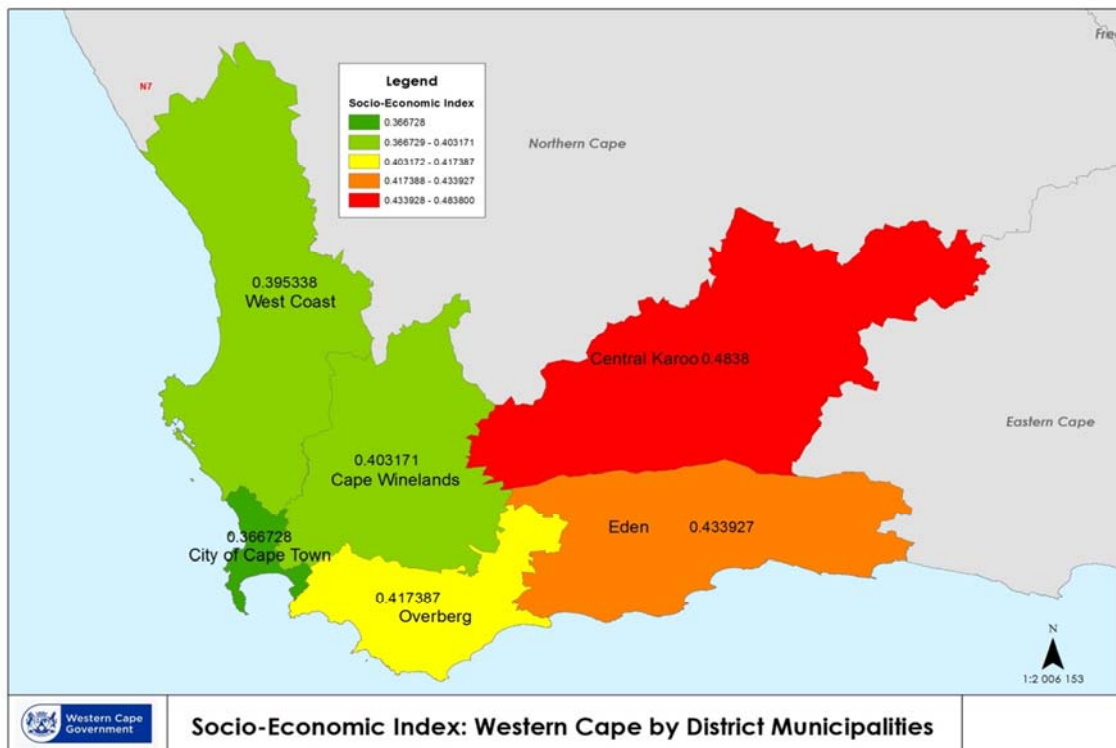 Free
N7
Legend
Socio-Economic Index
0.366728
0.366729 - 0.403171
0.403172 - 0.417387
0.417388 - 0.433927
0.433928 - 0.483800
Northern Cape
0.395338
West Coast
Central Karoo 0.4838
Eastern Cape
0.403171
Cape Winelands
0.366728
City of Cape Town
Eden 0.433927
0.417387
Overberg
N
1:2 006 153
Western Cape
Government
Socio-Economic Index: Western Cape by District Municipalities